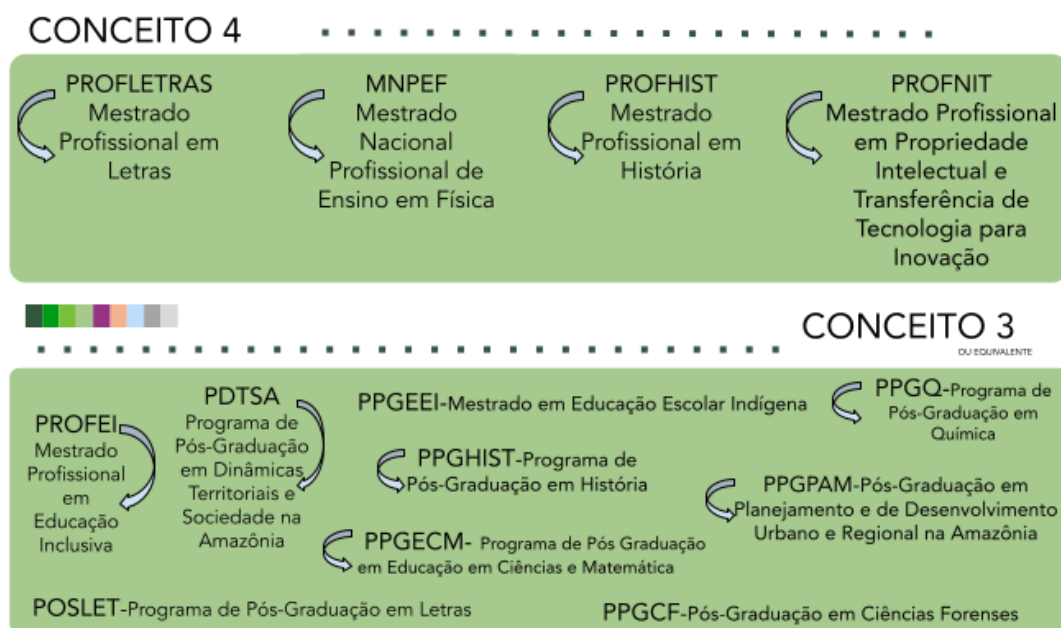 CONCEITO 4
PROFLETRAS
Mestrado
Profissional em
Letras
MNPEF
Mestrado
Nacional
Profissional de
Ensino em Física
PROFHIST
Mestrado
Profissional em
História
PROFNIT
Mestrado Profissional
em Propriedade
Intelectual e
Transferência de
Tecnologia para
Inovação
CONCEITO 3
OU EQUIVALENTE
PROFEI
Mestrado
Profissional
em
Educação
Inclusiva
PDTSA
Programa de
Pós-Graduação
em Dinâmicas
Territoriais e
Sociedade na
Amazônia
PPGEEI-Mestrado em Educação Escolar Indígena
PPGQ-Programa de
Pós-Graduação em
Química
PPGHIST-Programa de
Pós-Graduação em História
PPGPAM-Pós-Graduação em
Planejamento e de Desenvolvimento
Urbano e Regional na Amazônia
PPGECM- Programa de Pós Graduação
em Educação em Ciências e Matemática
POSLET-Programa de Pós-Graduação em Letras
PPGCF-Pós-Graduação em Ciências Forenses